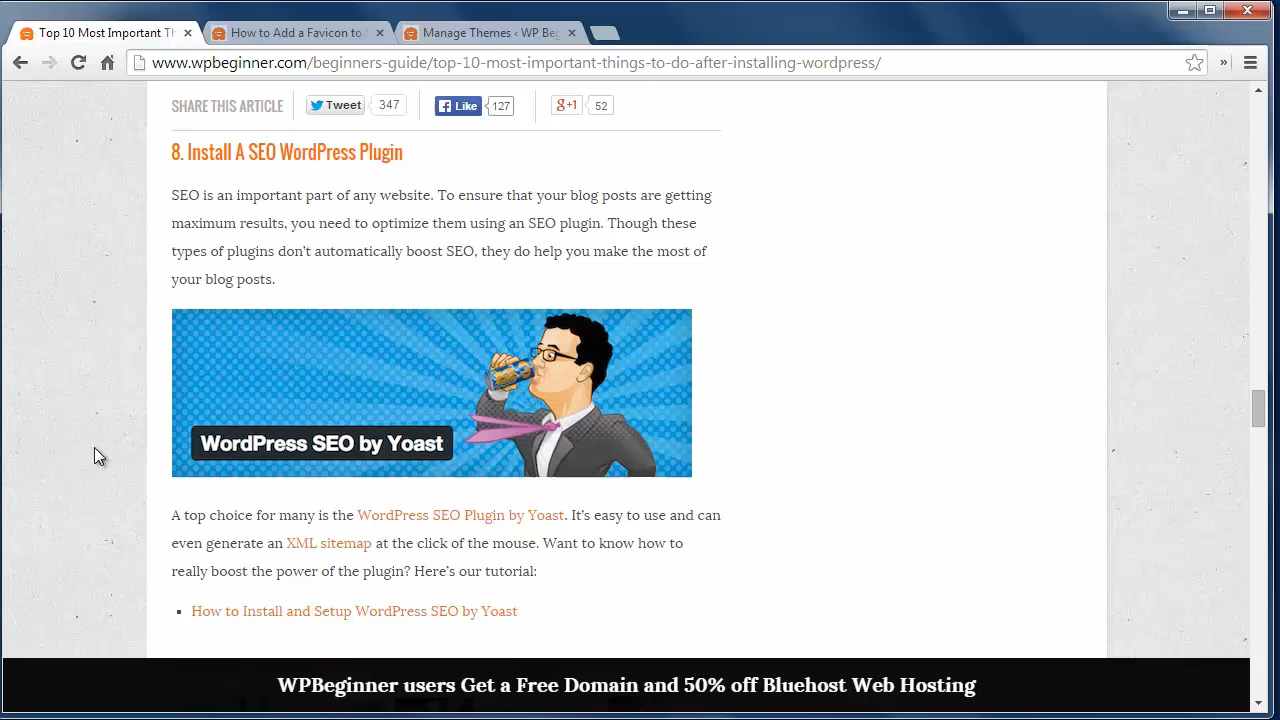 Top 10 Most Important Th
How to Add a Favicon to
Manage Themes ‹ WP Beg
www.wpbeginner.com/beginners-guide/top-10-most-important-things-to-do-after-installing-wordpress/
SHARE THIS ARTICLE Tweet 347 Like 127 g+1 52
8. Install A SEO WordPress Plugin
SEO is an important part of any website. To ensure that your blog posts are getting
maximum results, you need to optimize them using an SEO plugin. Though these
types of plugins don't automatically boost SEO, they do help you make the most of
your blog posts.
WordPress SEO by Yoast
A top choice for many is the WordPress SEO Plugin by Yoast. It's easy to use and can
even generate an XML sitemap at the click of the mouse. Want to know how to
really boost the power of the plugin? Here's our tutorial:
▪ How to Install and Setup WordPress SEO by Yoast
WPBeginner users Get a Free Domain and 50% off Bluehost Web Hosting